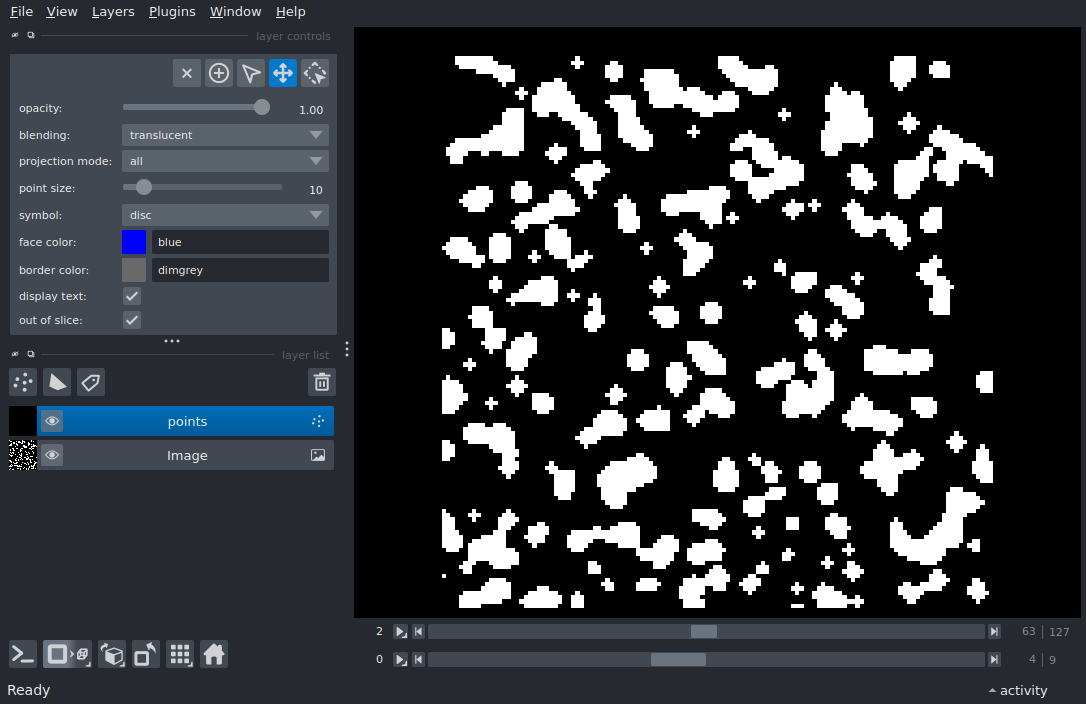 File View Layers Plugins Window Help
layer controls
opacity: 1.00
blending: translucent
projection mode: all
point size: 10
symbol: disc
face color: blue
border color: dimgrey
display text:
out of slice:
layer list
points
Image
2 63 127
0 4 9
Ready activity